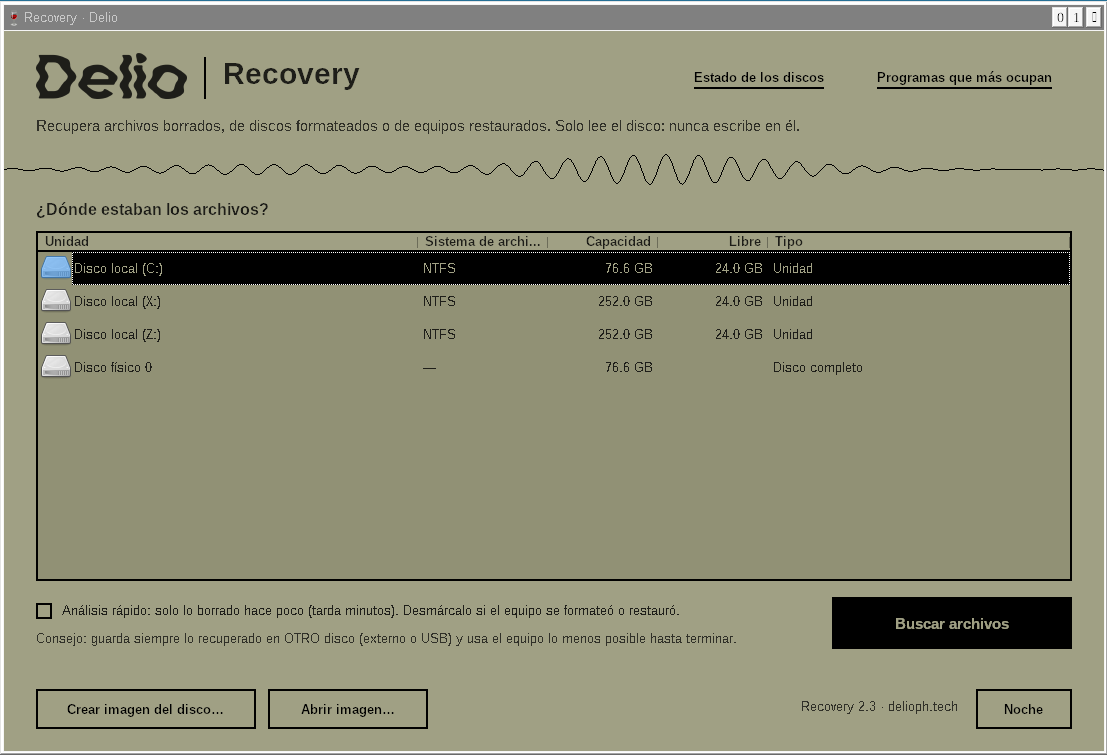 Recovery · Delio
0 1
Delio | Recovery
Estado de los discos
Programas que más ocupan
Recupera archivos borrados, de discos formateados o de equipos restaurados. Solo lee el disco: nunca escribe en él.
¿Dónde estaban los archivos?
Unidad Sistema de archi... Capacidad Libre Tipo
Disco local (C:) NTFS 76.6 GB 24.0 GB Unidad
Disco local (X:) NTFS 252.0 GB 24.0 GB Unidad
Disco local (Z:) NTFS 252.0 GB 24.0 GB Unidad
Disco físico 0 — 76.6 GB Disco completo
Análisis rápido: solo lo borrado hace poco (tarda minutos). Desmárcalo si el equipo se formateó o restauró.
Consejo: guarda siempre lo recuperado en OTRO disco (externo o USB) y usa el equipo lo menos posible hasta terminar.
Buscar archivos
Crear imagen del disco...
Abrir imagen...
Recovery 2.3 · delioph.tech
Noche